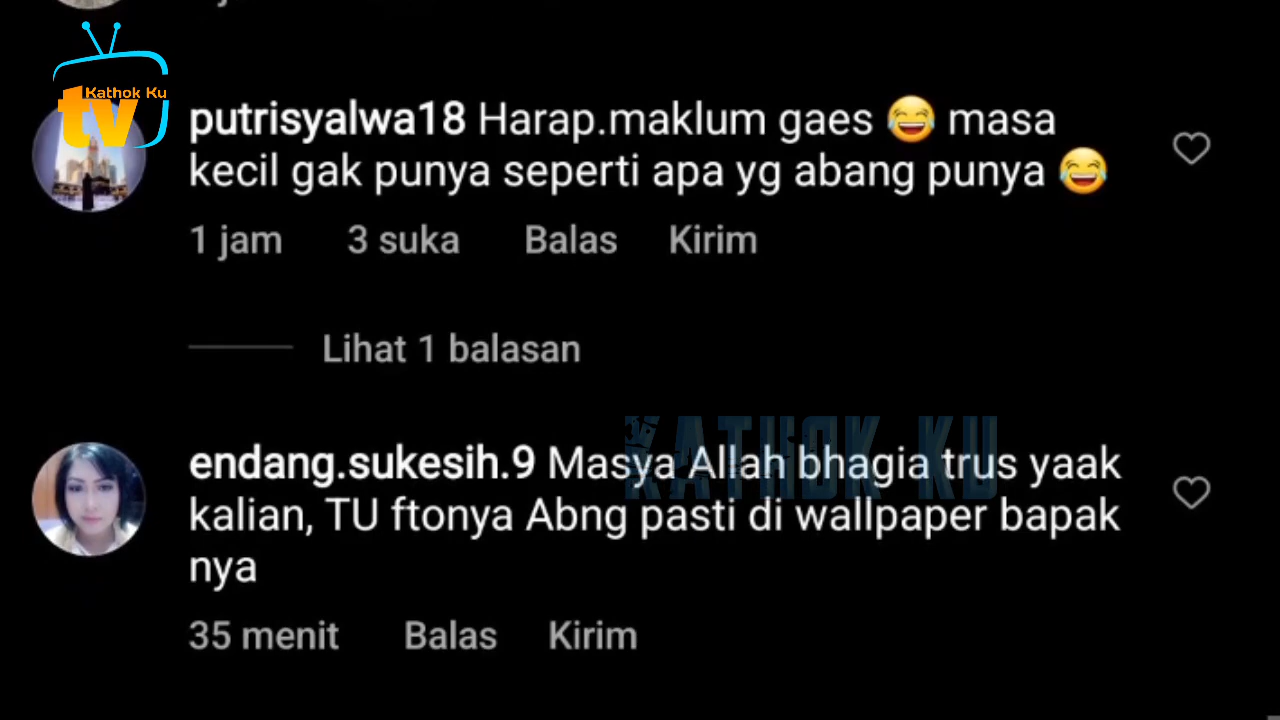 Kathok Ku
tv
putrisyalwa18 Harap.maklum gaes 😂 masa
kecil gak punya seperti apa yg abang punya 😂
1 jam 3 suka Balas Kirim
Lihat 1 balasan
KATHOK KU
endang.sukesih.9 Masya Allah bhagia trus yaak
kalian, TU ftonya Abng pasti di wallpaper bapak
nya
35 menit Balas Kirim